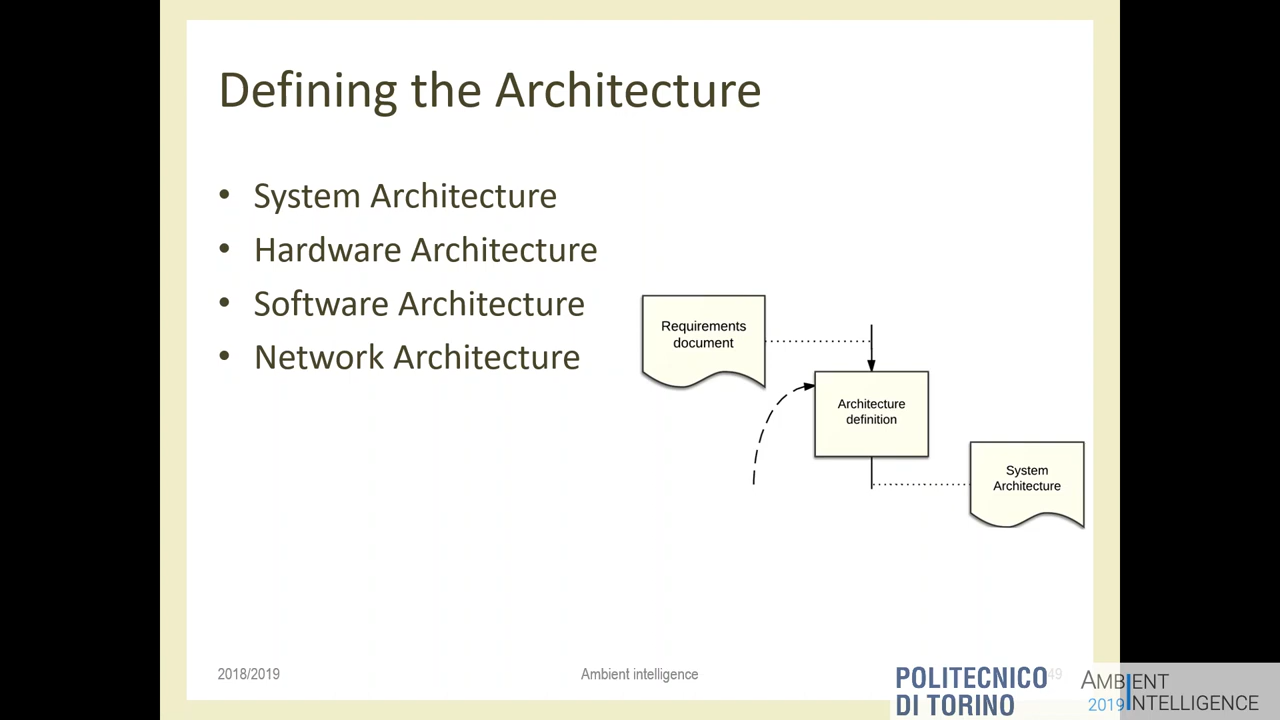 Defining the Architecture
• System Architecture
• Hardware Architecture
• Software Architecture
• Network Architecture
Requirements
document
Architecture
definition
System
Architecture
2018/2019
Ambient intelligence
49
POLITECNICO
DI TORINO
AMBIENT
2019 INTELLIGENCE